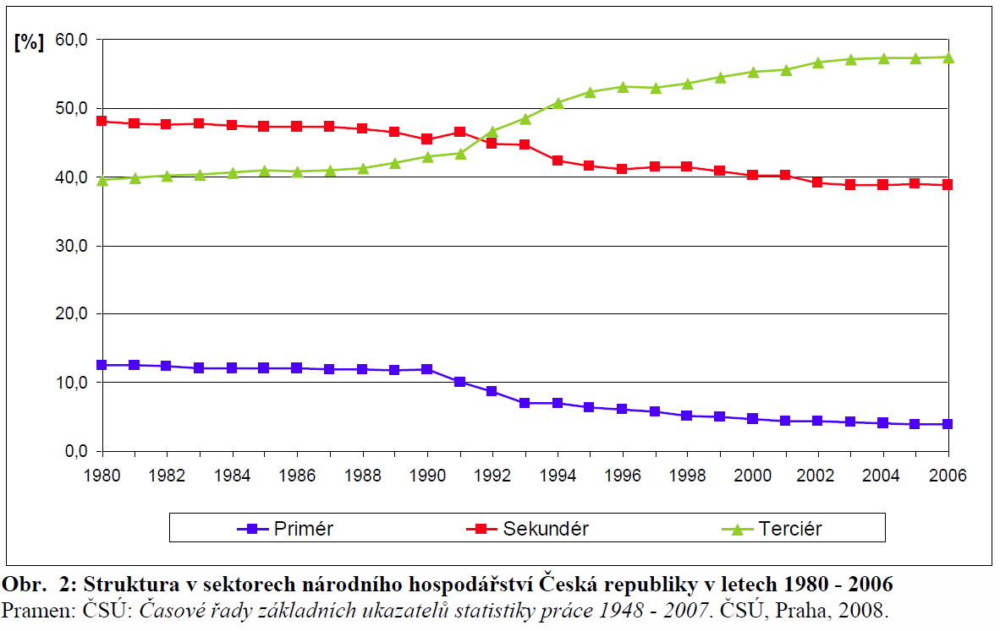 [%]
60,0
50,0
40,0
30,0
20,0
10,0
0,0
1980 1982 1984 1986 1988 1990 1992 1994 1996 1998 2000 2002 2004 2006
Primér Sekundér Terciér
Obr. 2: Struktura v sektorech národního hospodářství Česká republiky v letech 1980 - 2006
Pramen: ČSÚ: Časové řady základních ukazatelů statistiky práce 1948 - 2007. ČSÚ, Praha, 2008.